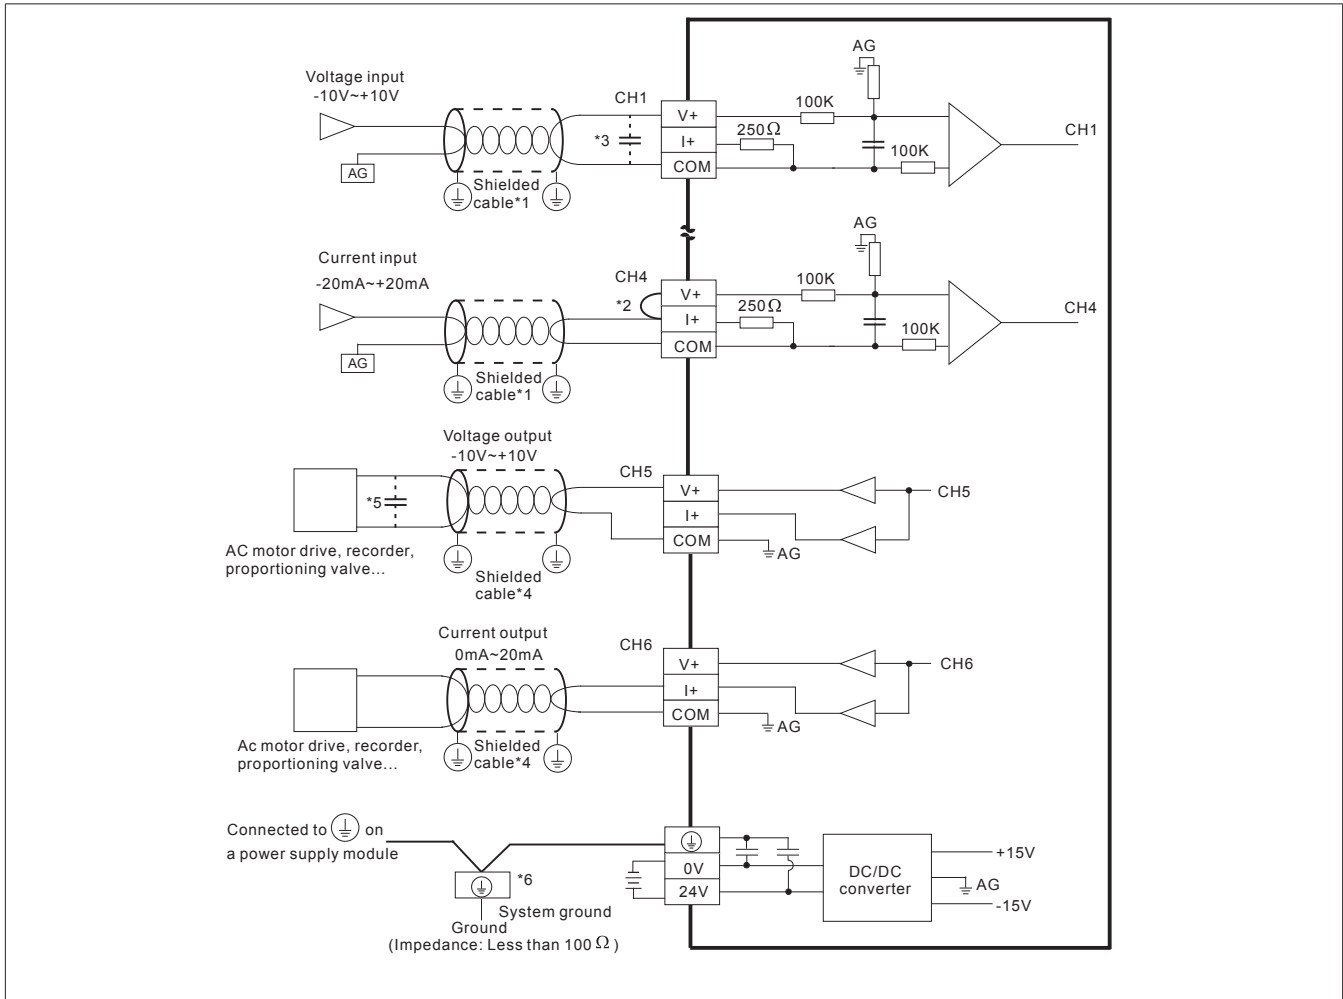 Voltage input
-10V~+10V
AG
CH1
*3
V+
I+
COM
Shielded
cable*1
AG
100K
250Ω
100K
CH1
Current input
-20mA~+20mA
AG
CH4
*2
V+
I+
COM
Shielded
cable*1
AG
100K
250Ω
100K
CH4
Voltage output
-10V~+10V
*5
CH5
V+
I+
COM
AG
CH5
AC motor drive, recorder,
proportioning valve...
Shielded
cable*4
Current output
0mA~20mA
CH6
V+
I+
COM
AG
CH6
Ac motor drive, recorder,
proportioning valve...
Shielded
cable*4
Connected to on
a power supply module
*6
System ground
Ground
(Impedance: Less than 100 Ω )
0V
24V
DC/DC
converter
+15V
AG
-15V